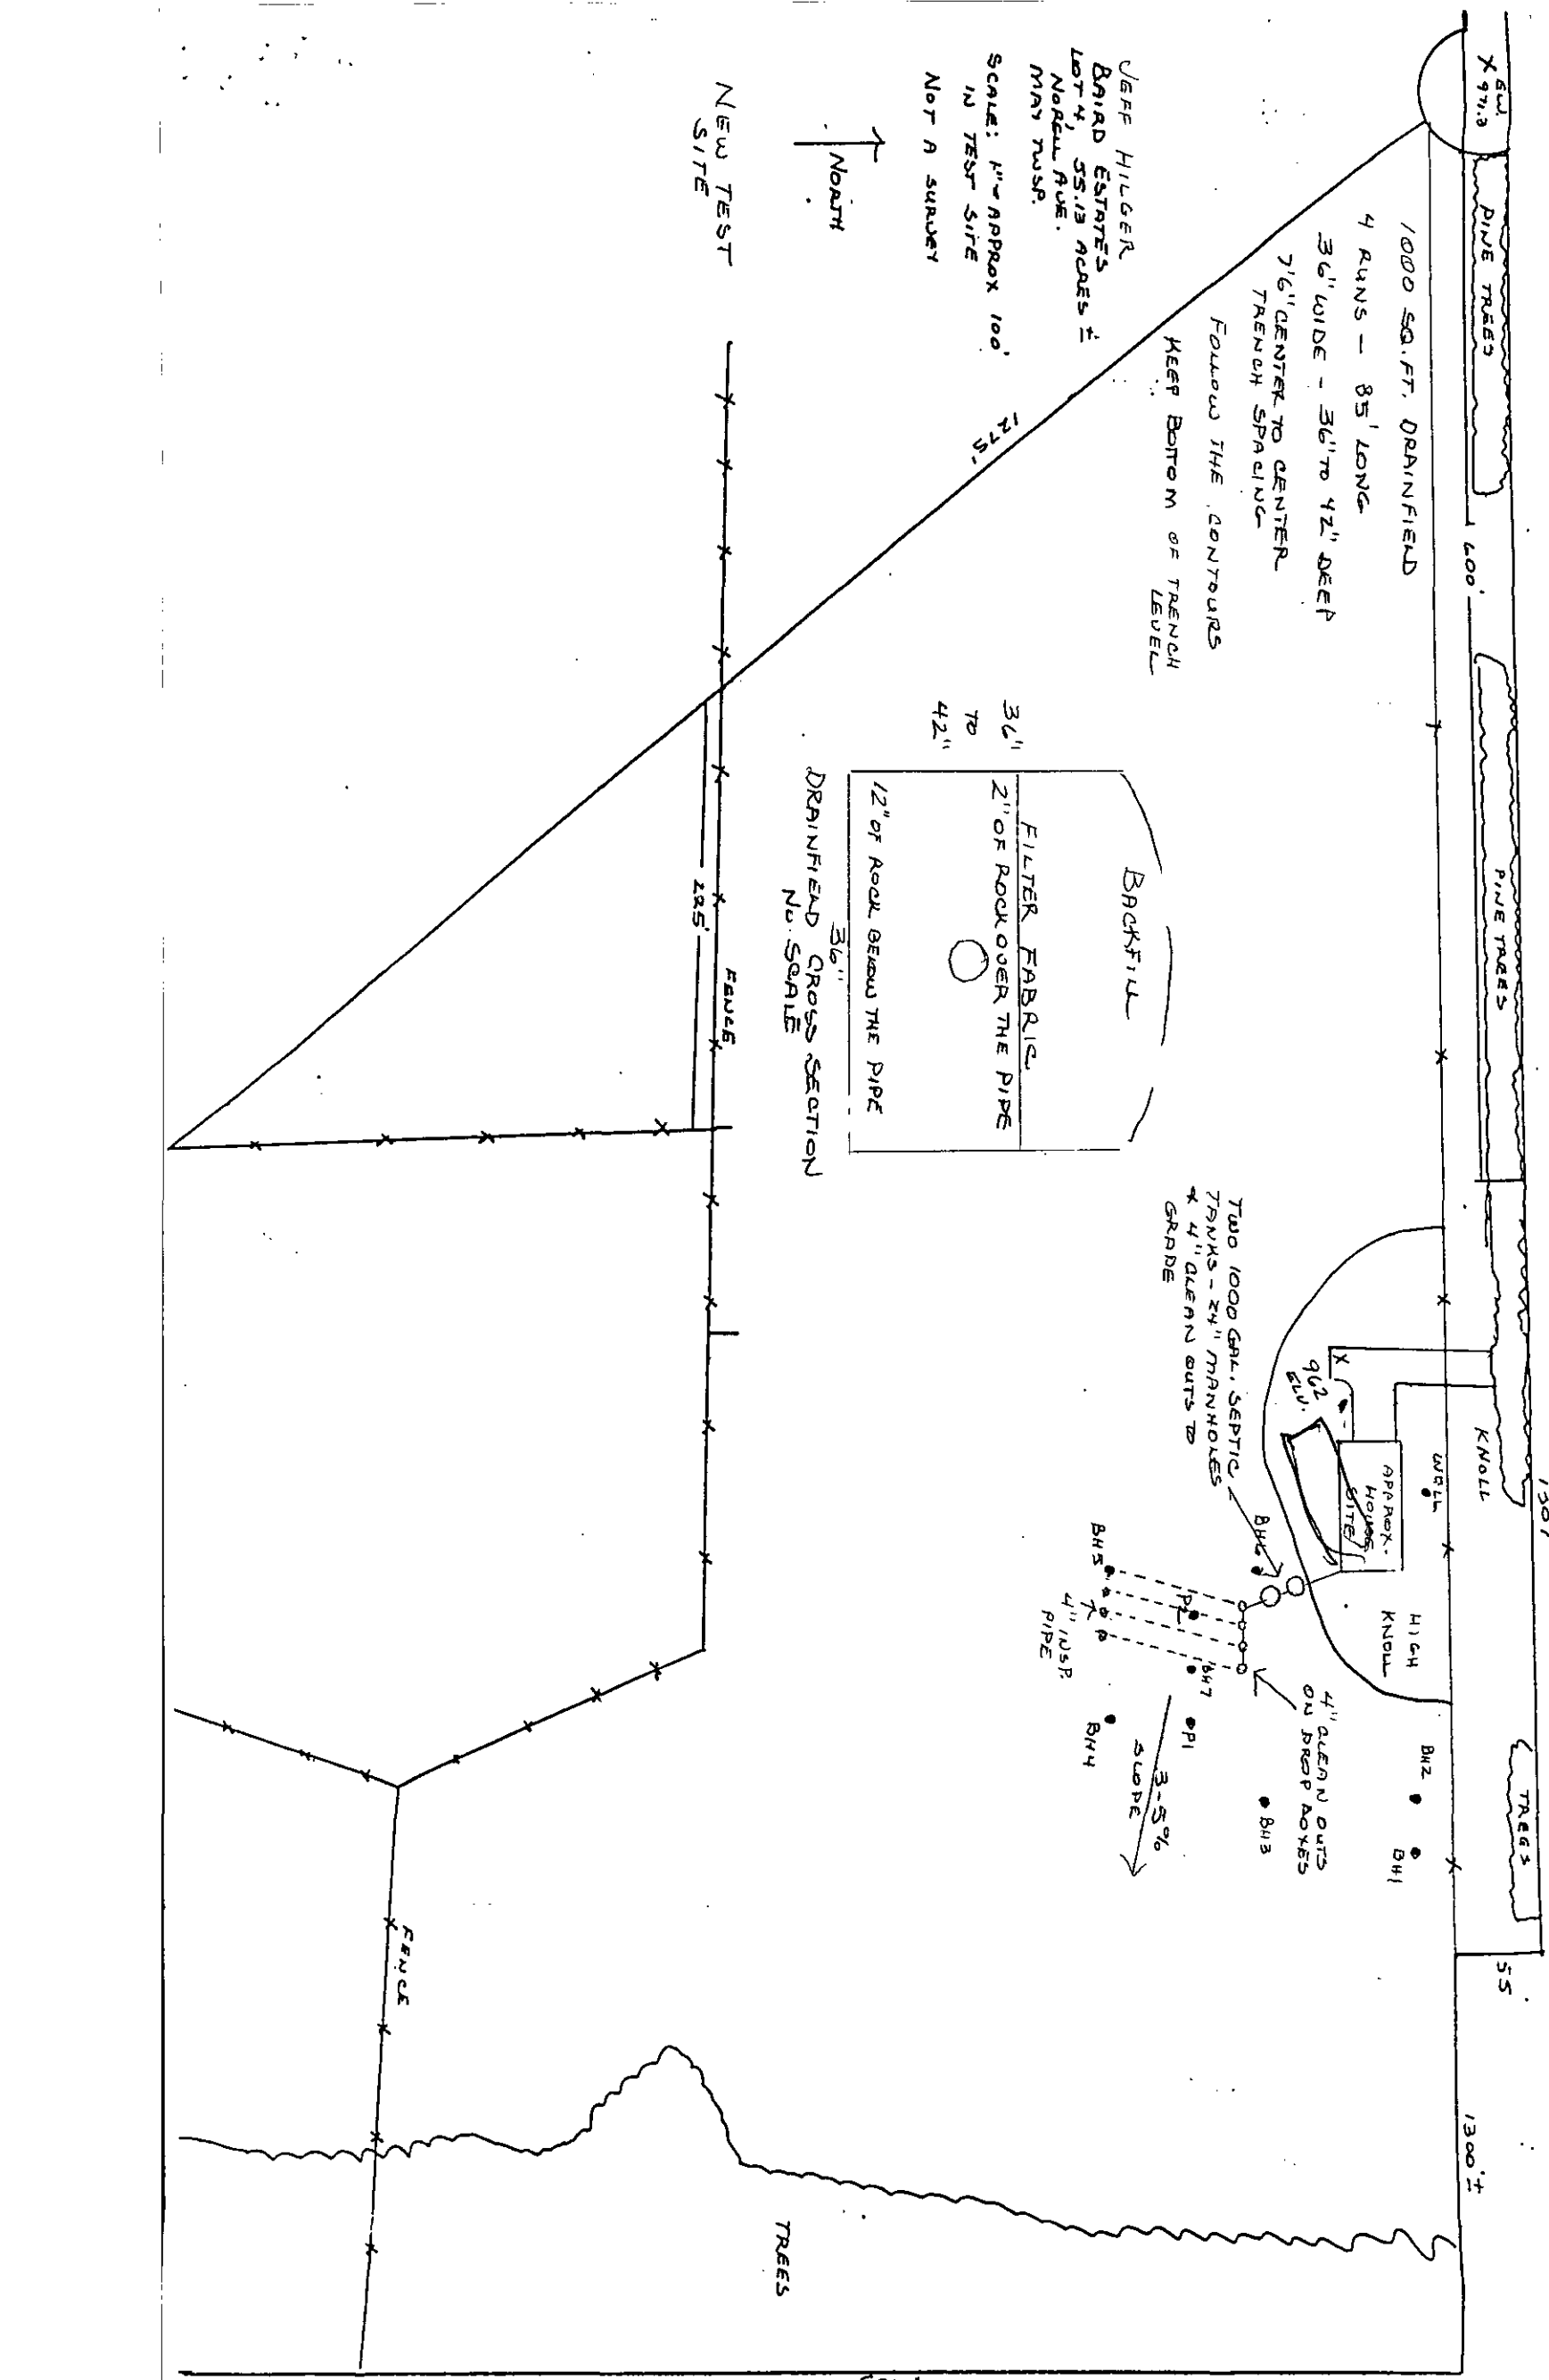 ELV.
X 971.3
PINE TREES
600'
PINE TREES
1301
KNOLL
WELL
TREES
55
1300'±
1000 SQ.FT. DRAINFIELD
4 RUNS - 85' LONG
36" WIDE - 36" TO 42" DEEP
7'6" CENTER TO CENTER
TRENCH SPACING
FOLLOW THE CONTOURS
KEEP BOTTOM OF TRENCH
LEVEL
JEFF HILGER
BAIRD ESTATES
LOT 4, 55.13 ACRES ±
NORELL AVE.
MAY TWSP.
SCALE: 1" = APPROX 100'
IN TEST SITE
NOT A SURVEY
NORTH
NEW TEST
SITE
1275'
BACKFILL
FILTER FABRIC
2" OF ROCK OVER THE PIPE
36"
TO
42"
12" OF ROCK BELOW THE PIPE
36"
DRAINFIELD CROSS SECTION
NO SCALE
X
962
ELV.
APPROX.
HOUSE
SITE
HIGH
KNOLL
TWO 1000 GAL. SEPTIC
TANKS - 24" MANHOLES
& 4" CLEAN OUTS TO
GRADE
BH6
BH5
P2
BH7
4" INSP.
PIPE
BH4
P1
3-5%
SLOPE
4" CLEAN OUTS
ON DROP BOXES
BH3
BH2
BH1
225'
FENCE
FENCE
TREES